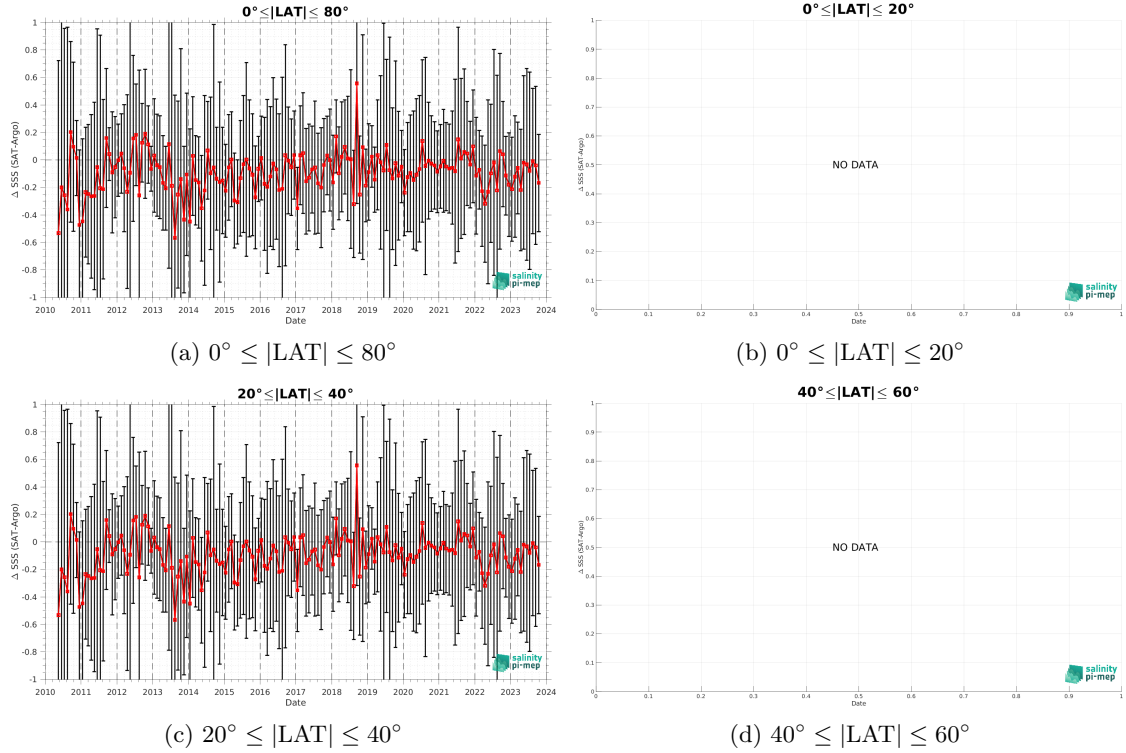 0°≤|LAT|≤ 80°
Δ SSS (SAT-Argo)
1
0.8
0.6
0.4
0.2
0
-0.2
-0.4
-0.6
-0.8
-1
2010 2011 2012 2013 2014 2015 2016 2017 2018 2019 2020 2021 2022 2023 2024
Date
salinity
pi-mep
(a) 0° ≤ |LAT| ≤ 80°
0°≤|LAT|≤ 20°
Δ SSS (SAT-Argo)
1
0.9
0.8
0.7
0.6
0.5
0.4
0.3
0.2
0.1
0
NO DATA
0 0.1 0.2 0.3 0.4 0.5 0.6 0.7 0.8 0.9 1
Date
salinity
pi-mep
(b) 0° ≤ |LAT| ≤ 20°
20°≤|LAT|≤ 40°
Δ SSS (SAT-Argo)
1
0.8
0.6
0.4
0.2
0
-0.2
-0.4
-0.6
-0.8
-1
2010 2011 2012 2013 2014 2015 2016 2017 2018 2019 2020 2021 2022 2023 2024
Date
salinity
pi-mep
(c) 20° ≤ |LAT| ≤ 40°
40°≤|LAT|≤ 60°
Δ SSS (SAT-Argo)
1
0.9
0.8
0.7
0.6
0.5
0.4
0.3
0.2
0.1
0
NO DATA
0 0.1 0.2 0.3 0.4 0.5 0.6 0.7 0.8 0.9 1
Date
salinity
pi-mep
(d) 40° ≤ |LAT| ≤ 60°